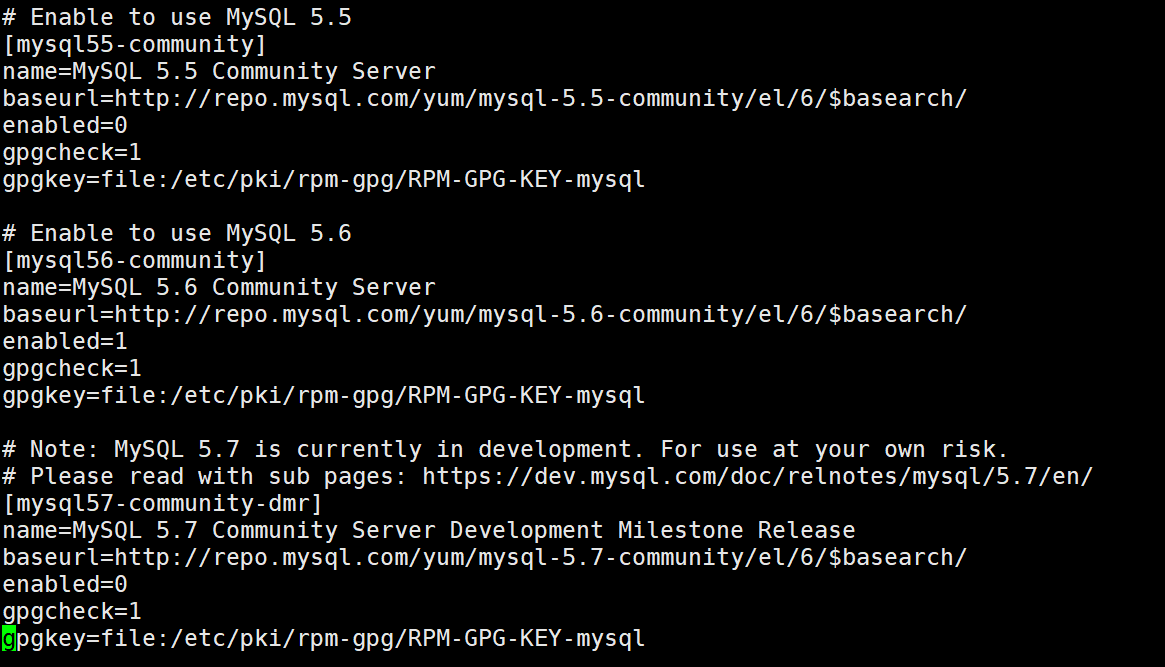 # Enable to use MySQL 5.5
[mysql55-community]
name=MySQL 5.5 Community Server
baseurl=http://repo.mysql.com/yum/mysql-5.5-community/el/6/$basearch/
enabled=0
gpgcheck=1
gpgkey=file:/etc/pki/rpm-gpg/RPM-GPG-KEY-mysql

# Enable to use MySQL 5.6
[mysql56-community]
name=MySQL 5.6 Community Server
baseurl=http://repo.mysql.com/yum/mysql-5.6-community/el/6/$basearch/
enabled=1
gpgcheck=1
gpgkey=file:/etc/pki/rpm-gpg/RPM-GPG-KEY-mysql

# Note: MySQL 5.7 is currently in development. For use at your own risk.
# Please read with sub pages: https://dev.mysql.com/doc/relnotes/mysql/5.7/en/
[mysql57-community-dmr]
name=MySQL 5.7 Community Server Development Milestone Release
baseurl=http://repo.mysql.com/yum/mysql-5.7-community/el/6/$basearch/
enabled=0
gpgcheck=1
gpgkey=file:/etc/pki/rpm-gpg/RPM-GPG-KEY-mysql